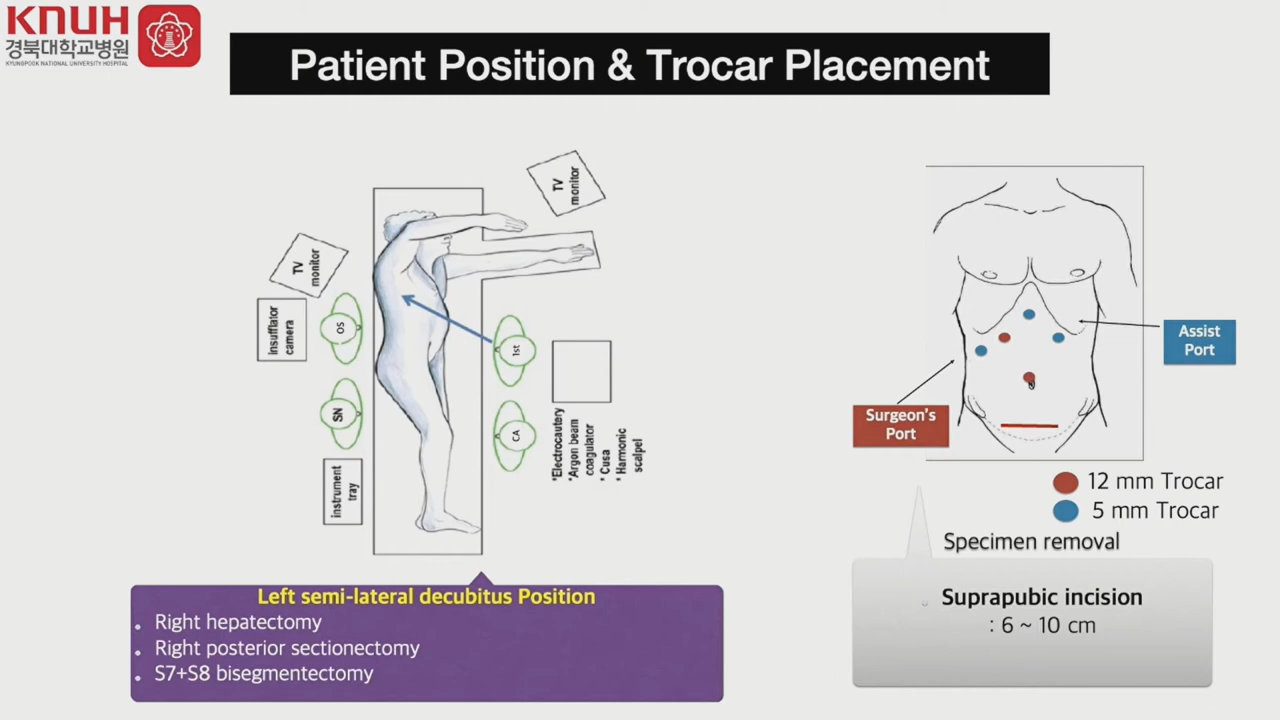 KNUH
경북대학교병원
KYUNGPOOK NATIONAL UNIVERSITY HOSPITAL
Patient Position & Trocar Placement
TV
monitor
TV
monitor
insufflator
camera
OS
1st
SN
CA
instrument
tray
*Electrocautery
*Argon beam
coagulator
* Cusa
* Harmonic
scalpel
Left semi-lateral decubitus Position
• Right hepatectomy
• Right posterior sectionectomy
• S7+S8 bisegmentectomy
Assist
Port
Surgeon's
Port
12 mm Trocar
5 mm Trocar
Specimen removal
Suprapubic incision
: 6 ~ 10 cm